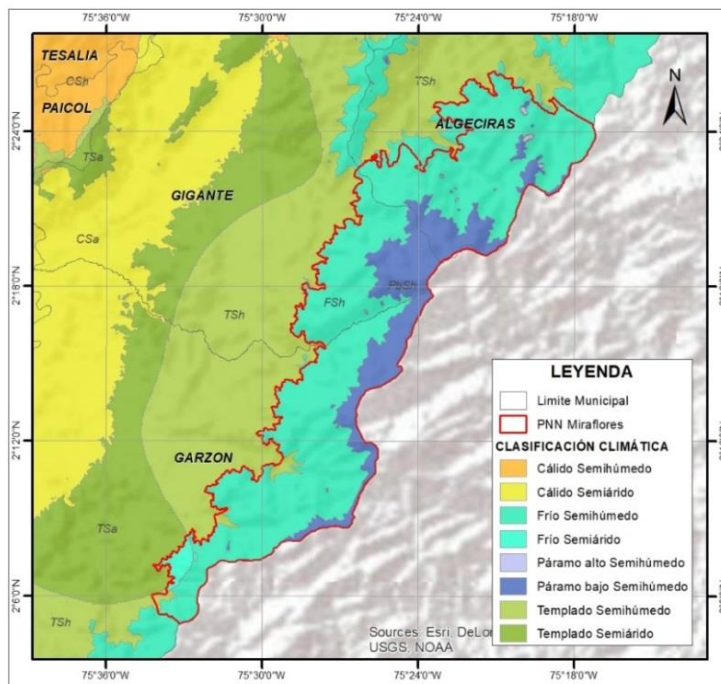 75°36'0"W 75°30'0"W 75°24'0"W 75°18'0"W
TESALIA
CSh
PAICOL
TSa
TSh
N
ALGECIRAS
2°24'0"N
GIGANTE
CSa
2°18'0"N
TSh
FSh
PbSh
LEYENDA
Limite Municipal
PNN Miraflores
CLASIFICACIÓN CLIMÁTICA
Cálido Semihúmedo
Cálido Semiárido
Frío Semihúmedo
Frío Semiárido
Páramo alto Semihúmedo
Páramo bajo Semihúmedo
Templado Semihúmedo
Templado Semiárido
2°12'0"N
GARZON
TSa
2°6'0"N
TSh
Sources: Esri, DeLor
USGS, NOAA
75°36'0"W 75°30'0"W 75°24'0"W 75°18'0"W